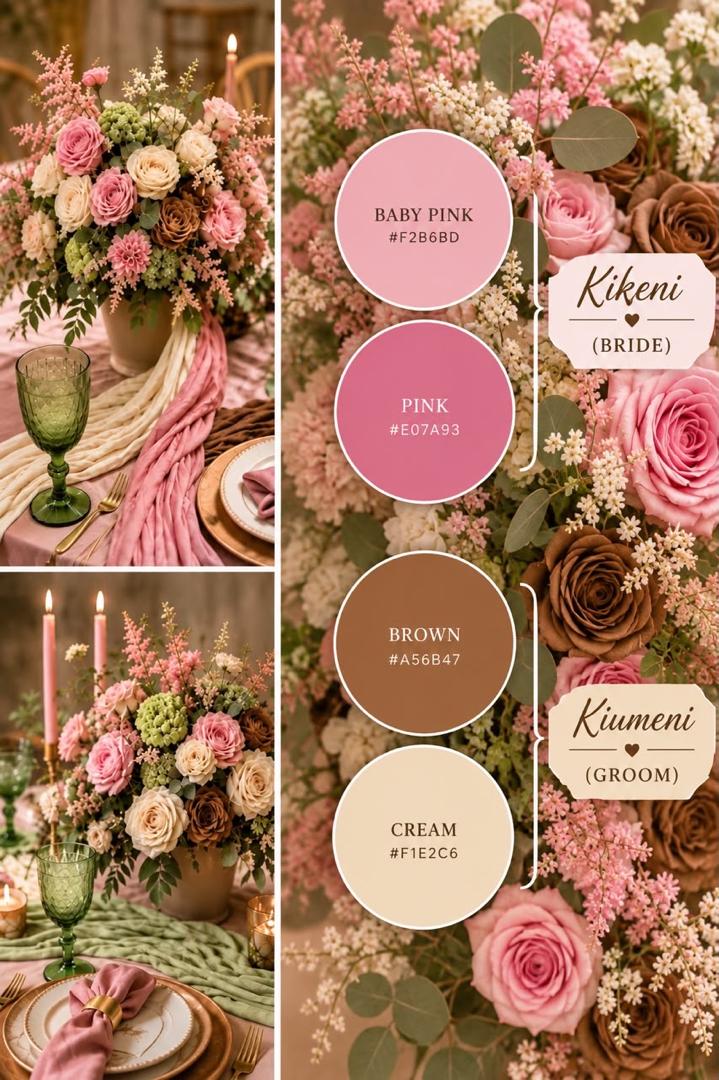 BABY PINK
#F2B6BD
Kikeni
(BRIDE)
PINK
#E07A93
BROWN
#A56B47
Kiumeni
(GROOM)
CREAM
#F1E2C6